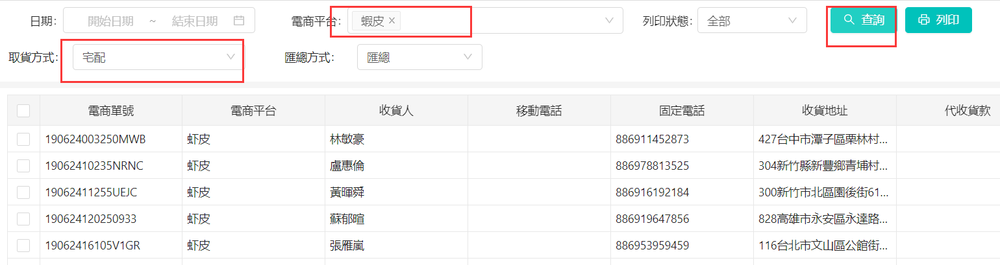 日期： 開始日期 ~ 結束日期 電商平台： 蝦皮 × 列印狀態： 全部 查詢 列印
取貨方式： 宅配 匯總方式： 匯總
電商單號 電商平台 收貨人 移動電話 固定電話 收貨地址 代收貨款
190624003250MWB 虾皮 林敏豪 886911452873 427台中市潭子區栗林村...
19062410235NRNC 虾皮 盧惠倫 886978813525 304新竹縣新豐鄉青埔村...
19062411255UEJC 虾皮 黃暉舜 886916192184 300新竹市北區園後街61...
190624120250933 虾皮 蘇郁暄 886919647856 828高雄市永安區永達路...
19062416105V1GR 虾皮 張雁嵐 886953959459 116台北市文山區公館街...